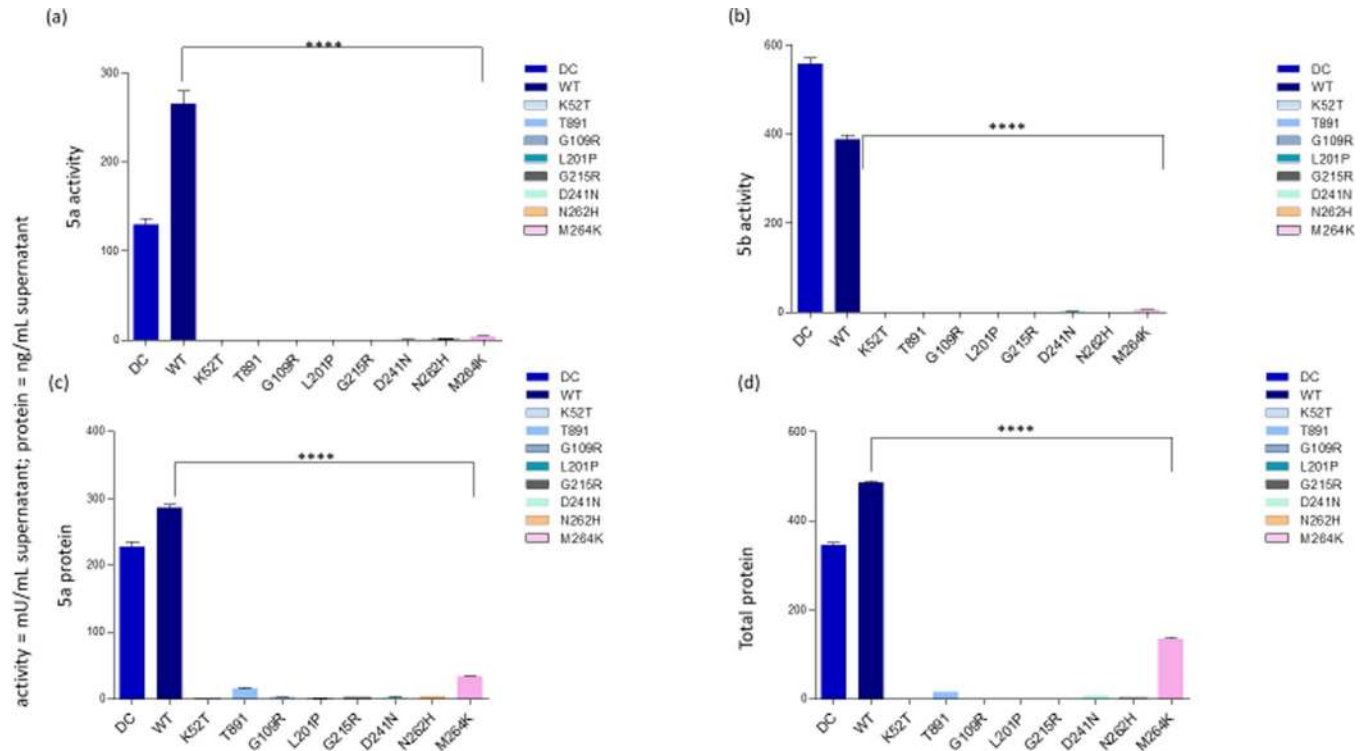 activity = mU/mL supernatant; protein = ng/mL supernatant
(a)
5a activity
300
200
100
0
****
DC
WT
K52T
T891
G109R
L201P
G215R
D241N
N262H
M264K
DC
WT
K52T
T891
G109R
L201P
G215R
D241N
N262H
M264K
(b)
5b activity
600
400
200
0
****
DC
WT
K52T
T891
G109R
L201P
G215R
D241N
N262H
M264K
DC
WT
K52T
T891
G109R
L201P
G215R
D241N
N262H
M264K
(c)
5a protein
400
300
200
100
0
****
DC
WT
K52T
T891
G109R
L201P
G215R
D241N
N262H
M264K
DC
WT
K52T
T891
G109R
L201P
G215R
D241N
N262H
M264K
(d)
Total protein
600
400
200
0
****
DC
WT
K52T
T891
G109R
L201P
G215R
D241N
N262H
M264K
DC
WT
K52T
T891
G109R
L201P
G215R
D241N
N262H
M264K